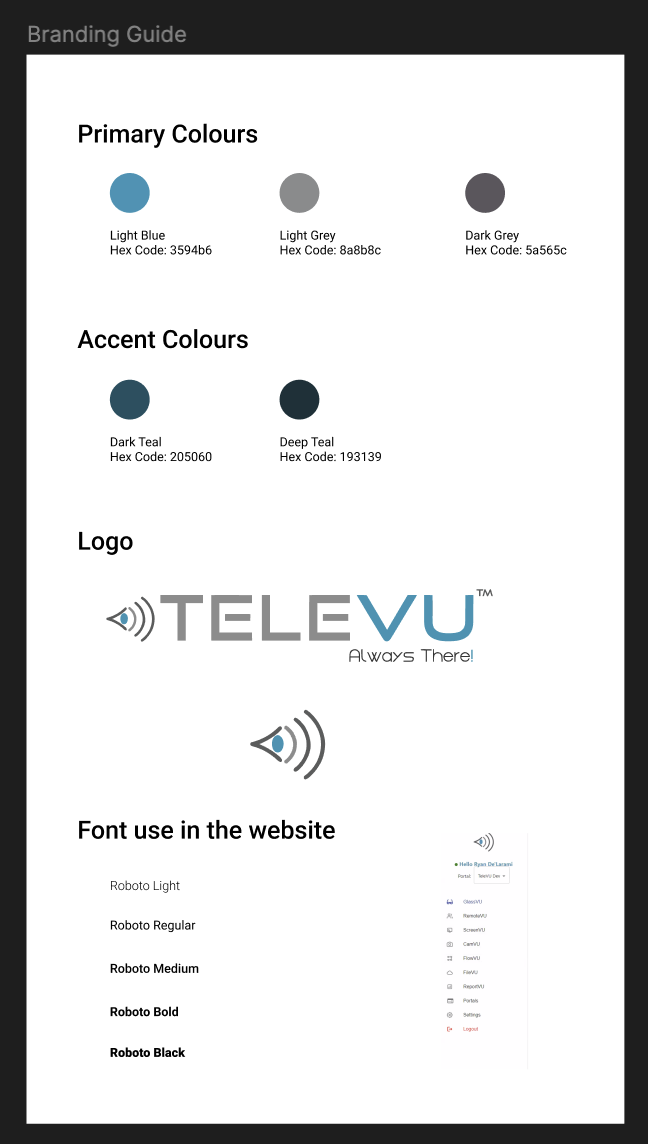 Branding Guide
Primary Colours
Light Blue
Hex Code: 3594b6
Light Grey
Hex Code: 8a8b8c
Dark Grey
Hex Code: 5a565c
Accent Colours
Dark Teal
Hex Code: 205060
Deep Teal
Hex Code: 193139
Logo
TELEVU™
Always There!
Font use in the website
Roboto Light
Roboto Regular
Roboto Medium
Roboto Bold
Roboto Black
Hello Ryan De'Lacami
Portal: TeleVU Dev
GlassVU
RemoteVU
ScreenVU
CamVU
FlowVU
FileVU
ReportVU
Portals
Settings
Logout